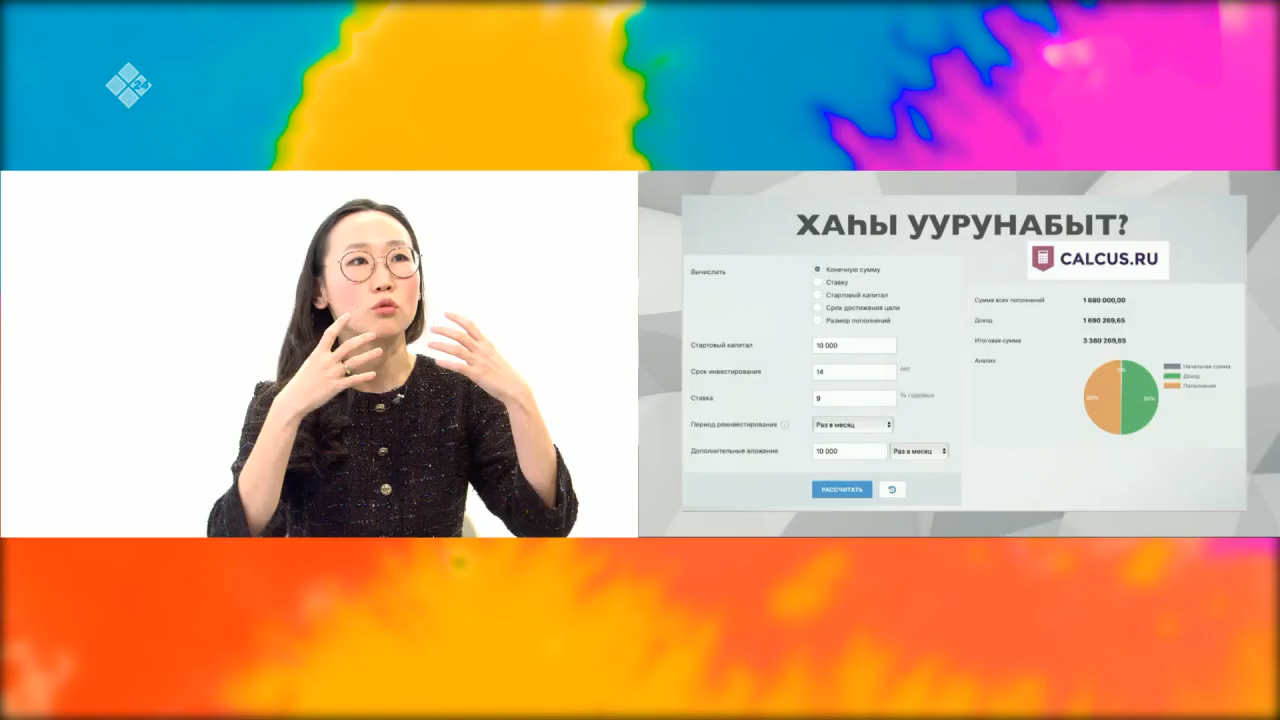 24
ХАҺЫ УУРУНАБЫТ?
CALCUS.RU
Вычислить
Конечную сумму
Ставку
Стартовый капитал
Срок достижения цели
Размер пополнений
Стартовый капитал 10 000
Срок инвестирования 14 лет
Ставка 9 % годовых
Период реинвестирования Раз в месяц
Дополнительные вложения 10 000 Раз в месяц
РАССЧИТАТЬ
Сумма всех пополнений 1 680 000,00
Доход 1 690 269,65
Итоговая сумма 3 380 269,65
Анализ
0%
50%
Начальная сумма
Доход
Пополнения